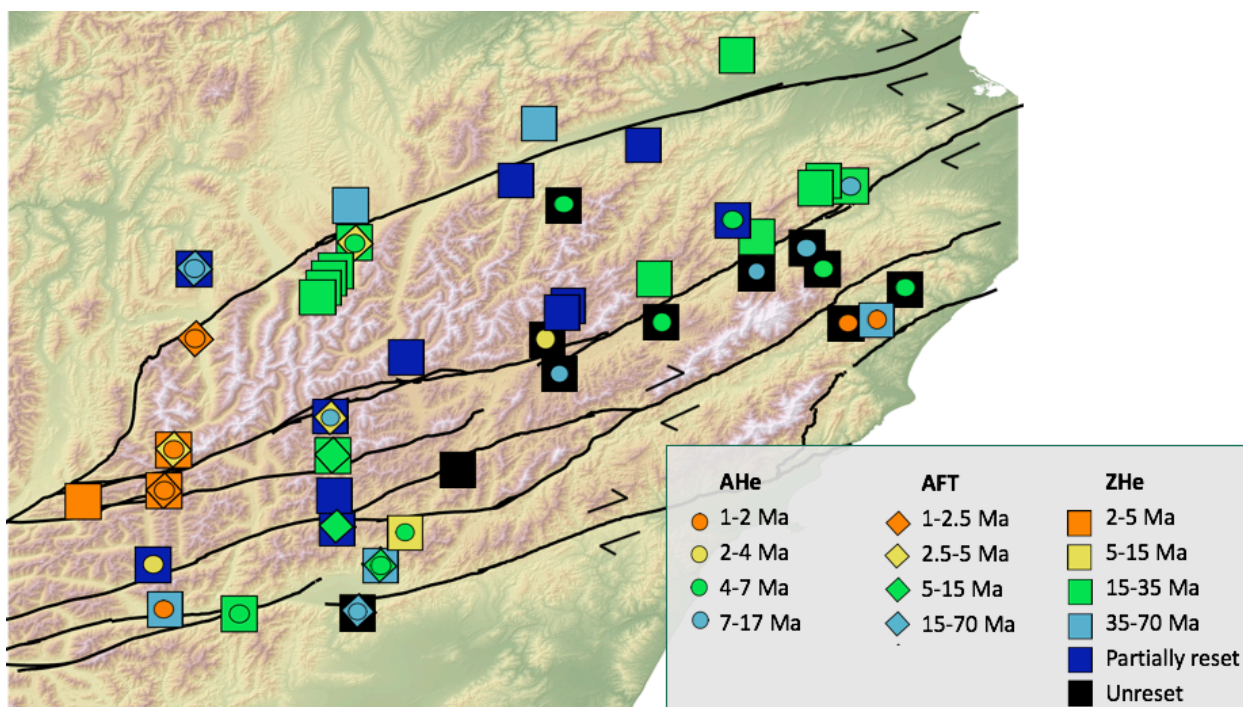 AHe
1-2 Ma
2-4 Ma
4-7 Ma
7-17 Ma
AFT
1-2.5 Ma
2.5-5 Ma
5-15 Ma
15-70 Ma
ZHe
2-5 Ma
5-15 Ma
15-35 Ma
35-70 Ma
Partially reset
Unreset